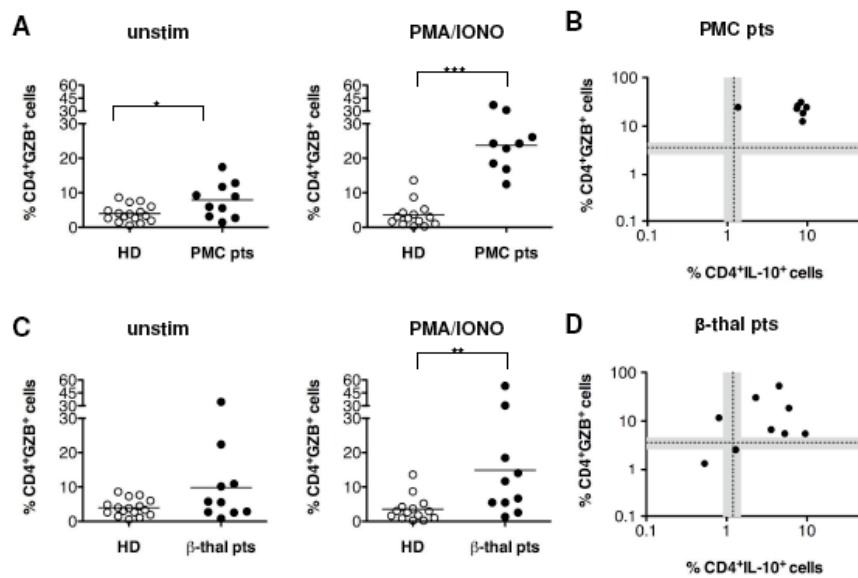 A
unstim
PMA/IONO
B
PMC pts
% CD4⁺GZB⁺ cells
60
45
30
30
20
10
0
*
HD
PMC pts
% CD4⁺GZB⁺ cells
60
45
30
30
20
10
0
***
HD
PMC pts
% CD4⁺GZB⁺ cells
100
10
1
0.1
0.1
1
10
% CD4⁺IL-10⁺ cells
C
unstim
PMA/IONO
D
β-thal pts
% CD4⁺GZB⁺ cells
60
45
30
30
20
10
0
HD
β-thal pts
% CD4⁺GZB⁺ cells
60
45
30
30
20
10
0
**
HD
β-thal pts
% CD4⁺GZB⁺ cells
100
10
1
0.1
0.1
1
10
% CD4⁺IL-10⁺ cells